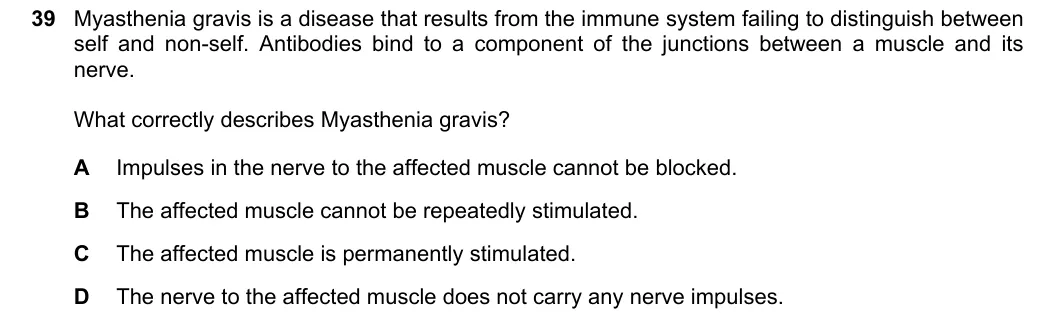 39 Myasthenia gravis is a disease that results from the immune system failing to distinguish between
self and non-self. Antibodies bind to a component of the junctions between a muscle and its
nerve.
What correctly describes Myasthenia gravis?
A Impulses in the nerve to the affected muscle cannot be blocked.
B The affected muscle cannot be repeatedly stimulated.
C The affected muscle is permanently stimulated.
D The nerve to the affected muscle does not carry any nerve impulses.